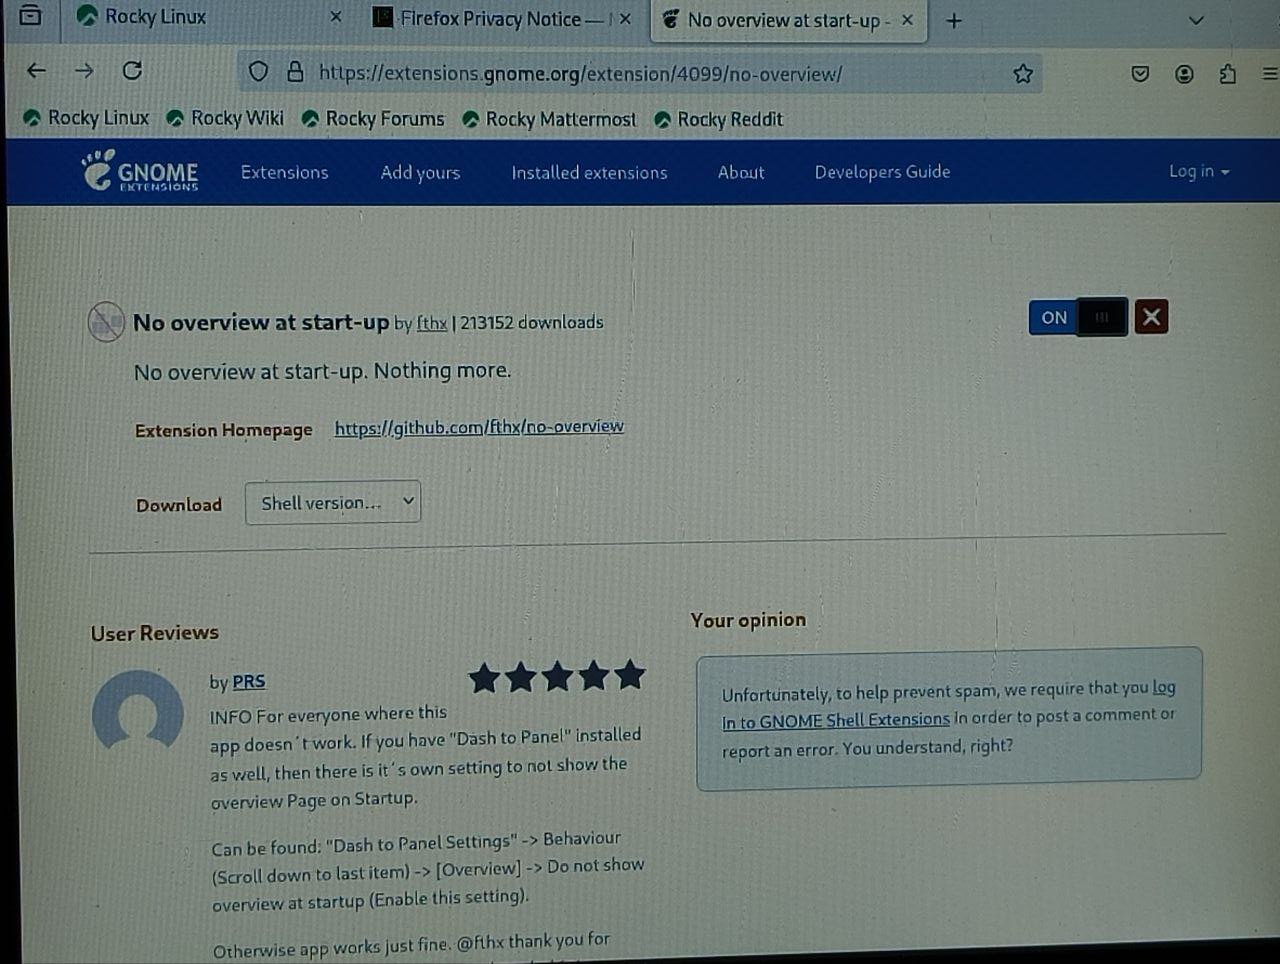 Rocky Linux
Firefox Privacy Notice —
No overview at start-up -
https://extensions.gnome.org/extension/4099/no-overview/
Rocky Linux Rocky Wiki Rocky Forums Rocky Mattermost Rocky Reddit
GNOME
EXTENSIONS
Extensions Add yours Installed extensions About Developers Guide Log in
No overview at start-up by fthx | 213152 downloads
ON
No overview at start-up. Nothing more.
Extension Homepage https://github.com/fthx/no-overview
Download Shell version...
User Reviews
by PRS
INFO For everyone where this
app doesn´t work. If you have "Dash to Panel" installed
as well, then there is it´s own setting to not show the
overview Page on Startup.
Can be found: "Dash to Panel Settings" -> Behaviour
(Scroll down to last item) -> [Overview] -> Do not show
overview at startup (Enable this setting).
Otherwise app works just fine. @fthx thank you for
Your opinion
Unfortunately, to help prevent spam, we require that you log
in to GNOME Shell Extensions in order to post a comment or
report an error. You understand, right?